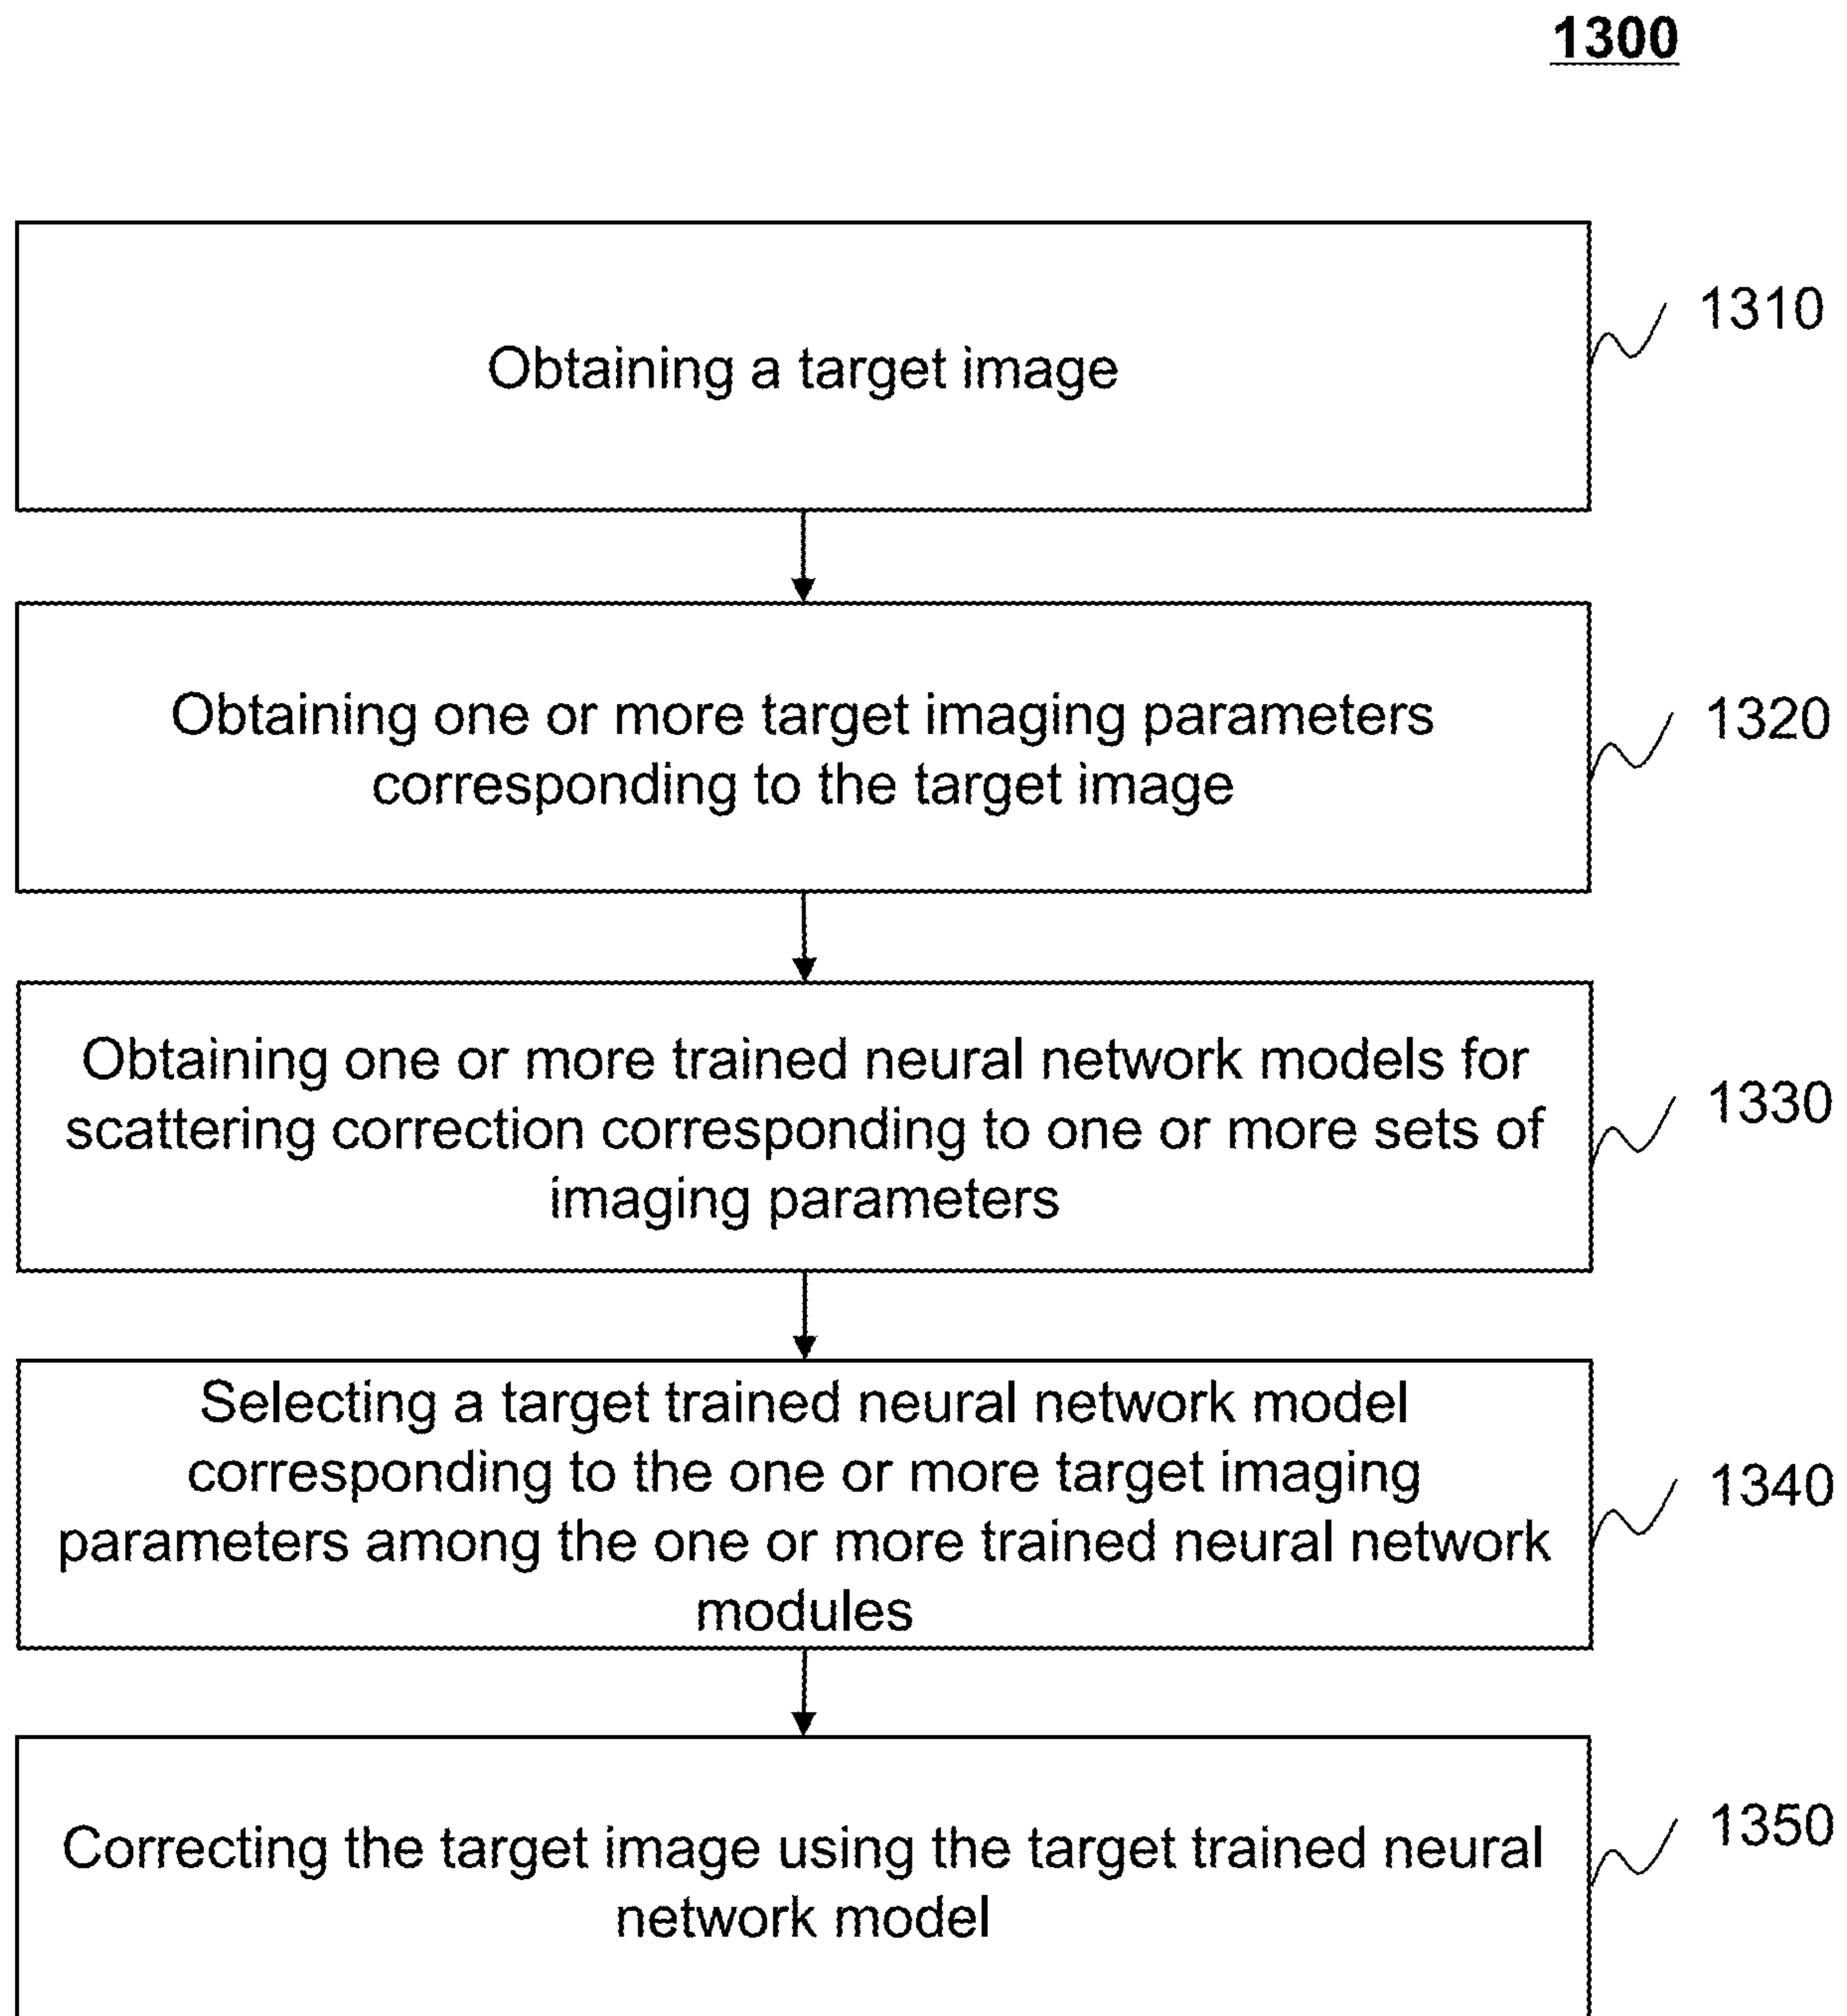 1300
Obtaining a target image
1310
Obtaining one or more target imaging parameters
corresponding to the target image
1320
Obtaining one or more trained neural network models for
scattering correction corresponding to one or more sets of
imaging parameters
1330
Selecting a target trained neural network model
corresponding to the one or more target imaging
parameters among the one or more trained neural network
modules
1340
Correcting the target image using the target trained neural
network model
1350